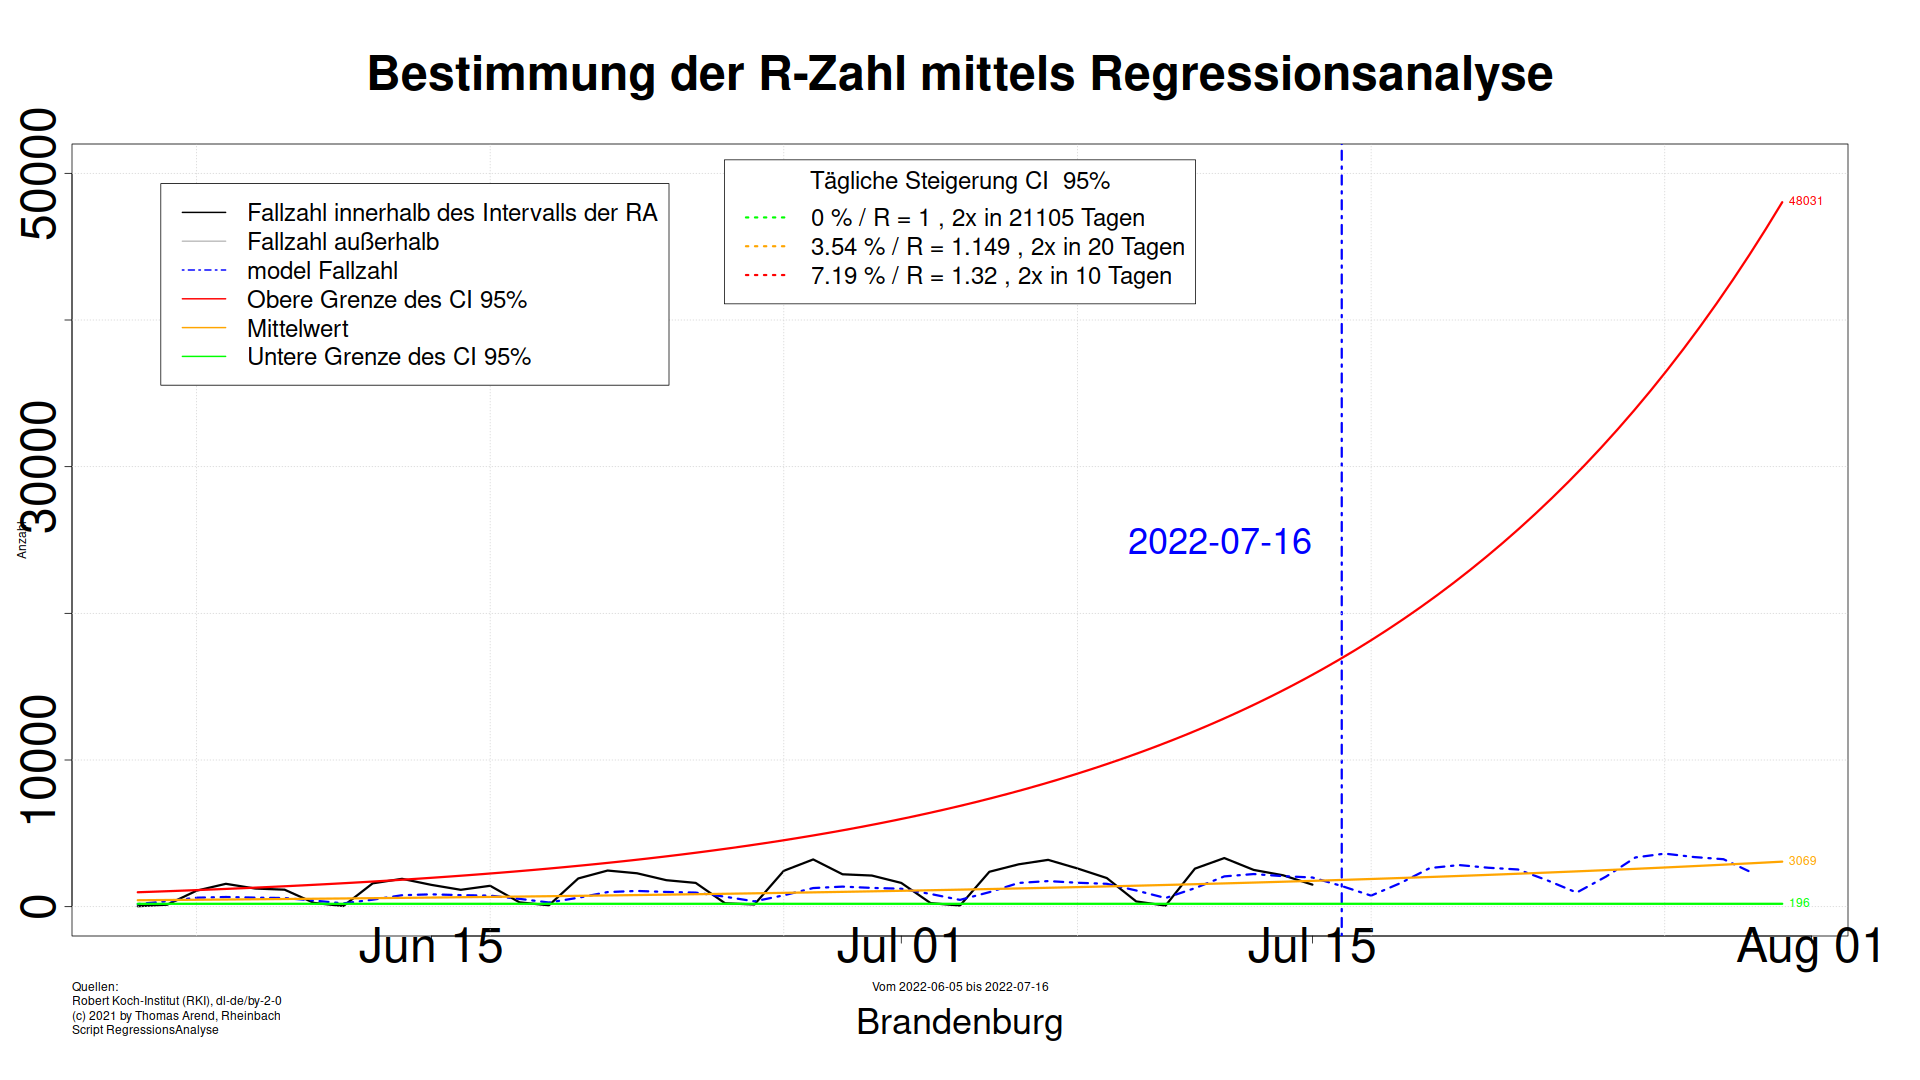 Bestimmung der R-Zahl mittels Regressionsanalyse
50000
30000
10000
0
Anzahl
Fallzahl innerhalb des Intervalls der RA
Fallzahl außerhalb
model Fallzahl
Obere Grenze des CI 95%
Mittelwert
Untere Grenze des CI 95%
Tägliche Steigerung CI 95%
0 % / R = 1 , 2x in 21105 Tagen
3.54 % / R = 1.149 , 2x in 20 Tagen
7.19 % / R = 1.32 , 2x in 10 Tagen
48031
2022-07-16
3069
196
Jun 15
Jul 01
Jul 15
Aug 01
Quellen:
Robert Koch-Institut (RKI), dl-de/by-2-0
(c) 2021 by Thomas Arend, Rheinbach
Script RegressionsAnalyse
Vom 2022-06-05 bis 2022-07-16
Brandenburg